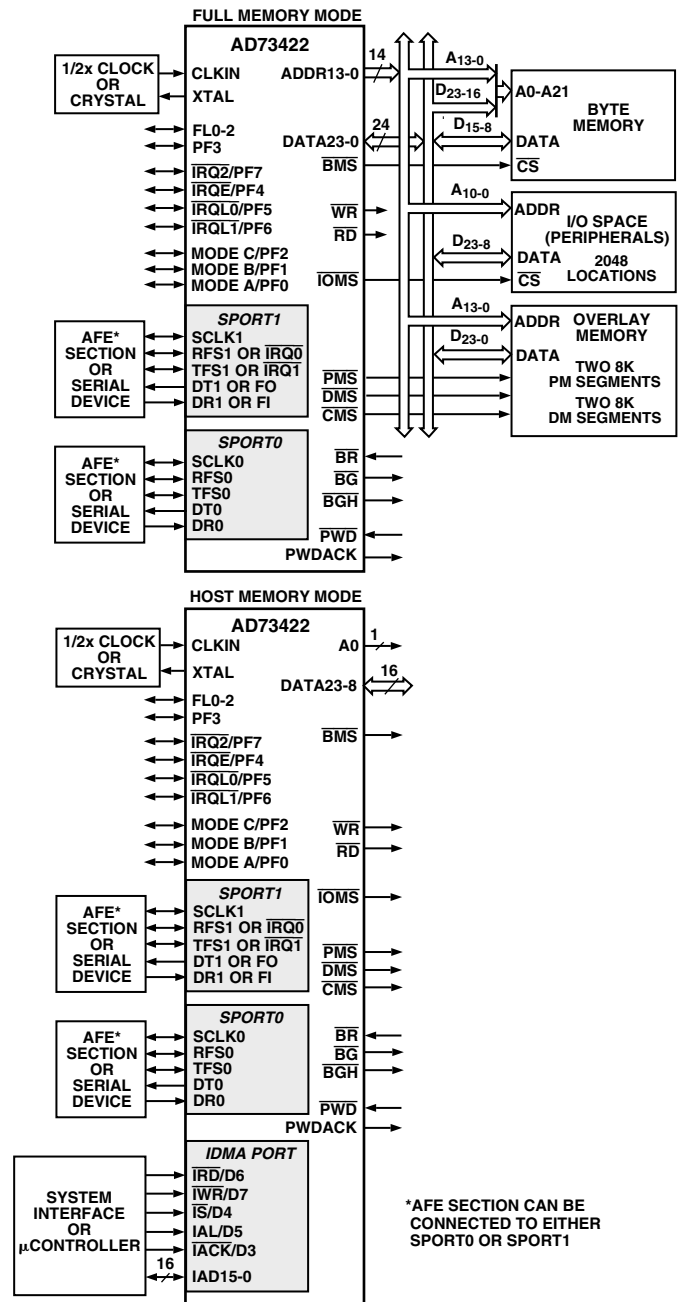 FULL MEMORY MODE
AD73422
1/2x CLOCK
OR
CRYSTAL
CLKIN
XTAL
FL0-2
PF3
IRQ2/PF7
IRQE/PF4
IRQL0/PF5
IRQL1/PF6
MODE C/PF2
MODE B/PF1
MODE A/PF0
AFE*
SECTION
OR
SERIAL
DEVICE
SPORT1
SCLK1
RFS1 OR IRQ0
TFS1 OR IRQ1
DT1 OR FO
DR1 OR FI
AFE*
SECTION
OR
SERIAL
DEVICE
SPORT0
SCLK0
RFS0
TFS0
DT0
DR0
ADDR13-0
14
DATA23-0
24
BMS
WR
RD
IOMS
PMS
DMS
CMS
BR
BG
BGH
PWD
PWDACK
A13-0
D23-16
D15-8
A0-A21
BYTE
MEMORY
DATA
CS
A10-0
D23-8
ADDR
I/O SPACE
(PERIPHERALS)
DATA
2048
LOCATIONS
CS
A13-0
D23-0
ADDR
OVERLAY
MEMORY
DATA
TWO 8K
PM SEGMENTS
TWO 8K
DM SEGMENTS
HOST MEMORY MODE
AD73422
1/2x CLOCK
OR
CRYSTAL
CLKIN
XTAL
FL0-2
PF3
IRQ2/PF7
IRQE/PF4
IRQL0/PF5
IRQL1/PF6
MODE C/PF2
MODE B/PF1
MODE A/PF0
AFE*
SECTION
OR
SERIAL
DEVICE
SPORT1
SCLK1
RFS1 OR IRQ0
TFS1 OR IRQ1
DT1 OR FO
DR1 OR FI
AFE*
SECTION
OR
SERIAL
DEVICE
SPORT0
SCLK0
RFS0
TFS0
DT0
DR0
SYSTEM
INTERFACE
OR
µCONTROLLER
16
IDMA PORT
IRD/D6
IWR/D7
IS/D4
IAL/D5
IACK/D3
IAD15-0
A0
1
DATA23-8
16
BMS
WR
RD
IOMS
PMS
DMS
CMS
BR
BG
BGH
PWD
PWDACK
*AFE SECTION CAN BE
CONNECTED TO EITHER
SPORT0 OR SPORT1